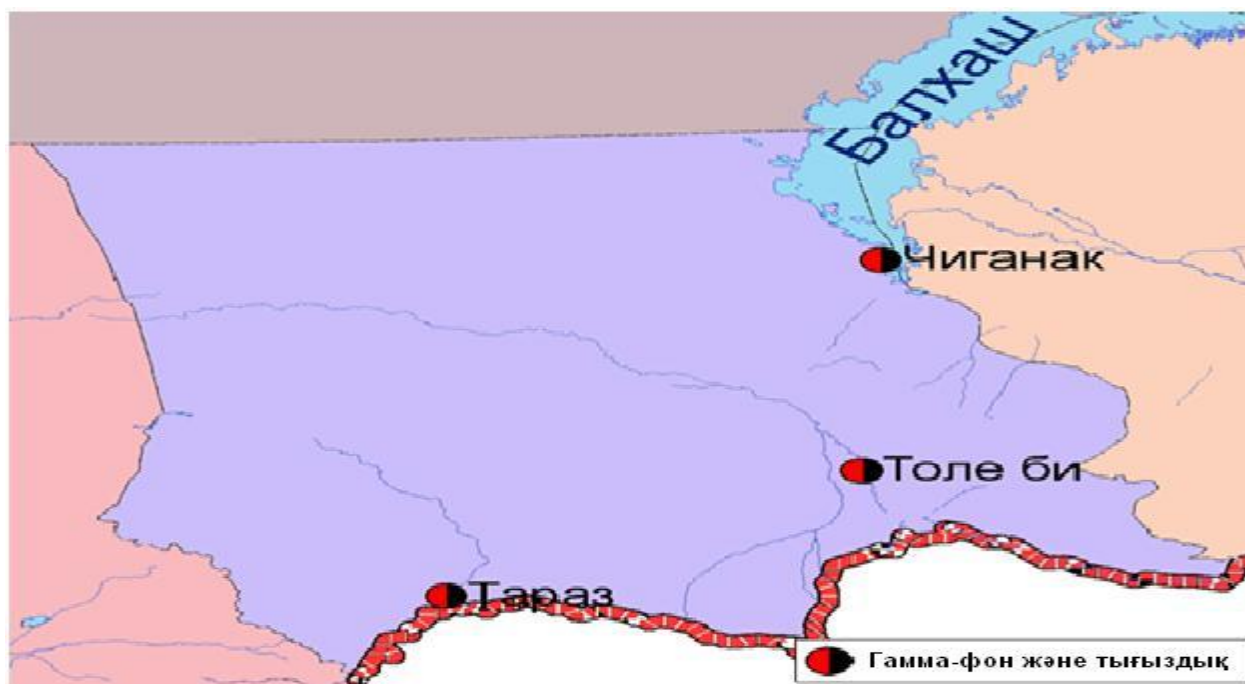 Балхаш
Чиганак
Толе би
Тараз
Гамма-фон және тығыздық